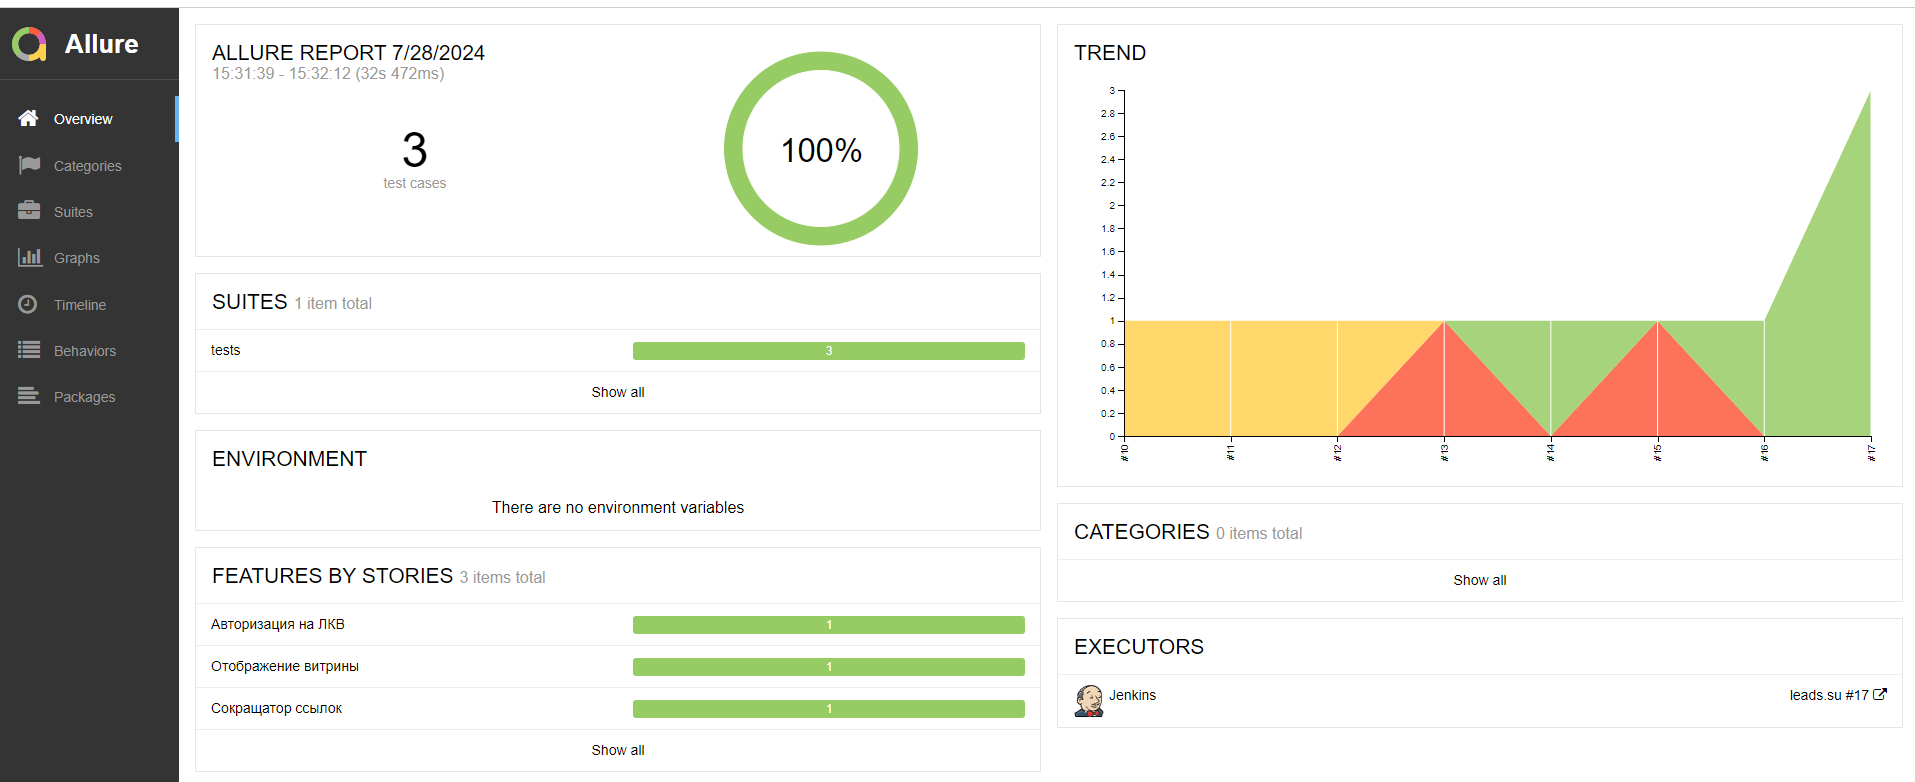 Allure
Overview
Categories
Suites
Graphs
Timeline
Behaviors
Packages
ALLURE REPORT 7/28/2024
15:31:39 - 15:32:12 (32s 472ms)
3
test cases
100%
SUITES 1 item total
tests 3
Show all
ENVIRONMENT
There are no environment variables
FEATURES BY STORIES 3 items total
Авторизация на ЛКВ 1
Отображение витрины 1
Сокращатор ссылок 1
Show all
TREND
3
2.8
2.6
2.4
2.2
2
1.8
1.6
1.4
1.2
1
0.8
0.6
0.4
0.2
0
#10 #11 #12 #13 #14 #15 #16 #17
CATEGORIES 0 items total
Show all
EXECUTORS
Jenkins leads.su #17